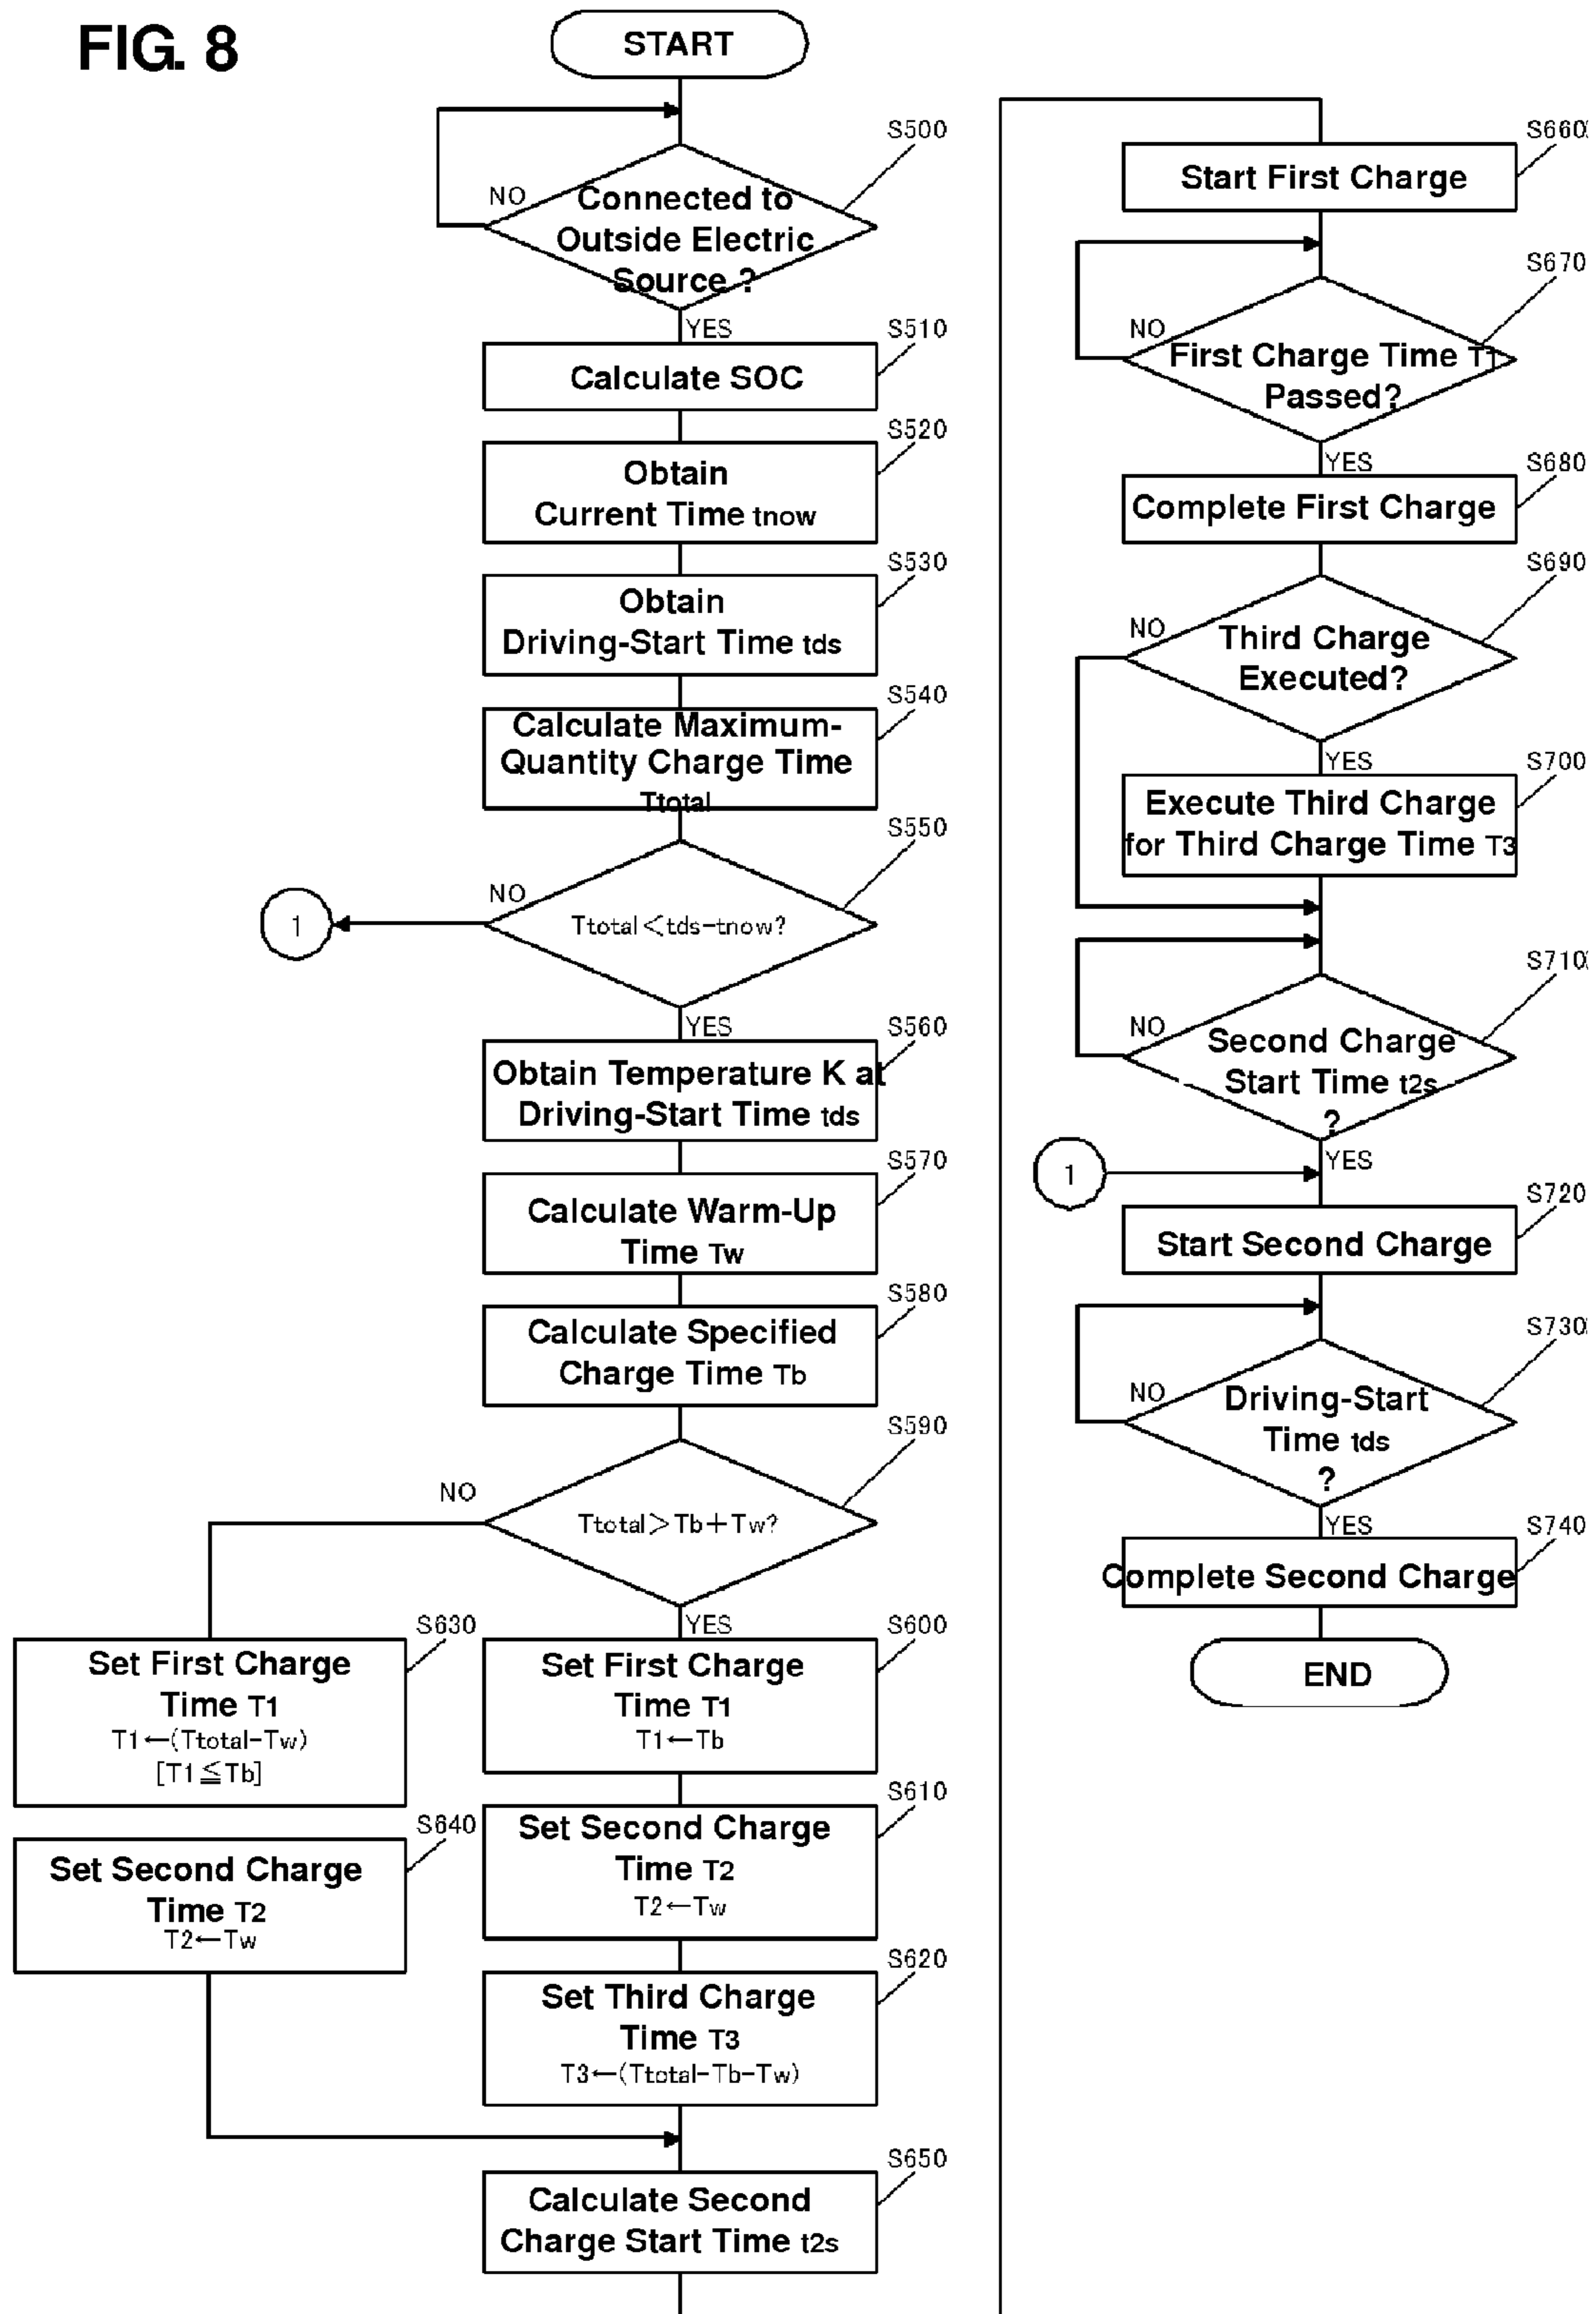 FIG. 8
START
S500
NO
Connected to
Outside Electric
Source ?
YES
S510
Calculate SOC
S520
Obtain
Current Time tnow
S530
Obtain
Driving-Start Time tds
S540
Calculate Maximum-
Quantity Charge Time
Ttotal
S550
NO
1
Ttotal＜tds-tnow?
YES
S560
Obtain Temperature K at
Driving-Start Time tds
S570
Calculate Warm-Up
Time Tw
S580
Calculate Specified
Charge Time Tb
S590
NO
Ttotal＞Tb＋Tw?
YES
S630
Set First Charge
Time T1
T1←(Ttotal-Tw)
[T1≦Tb]
S640
Set Second Charge
Time T2
T2←Tw
S600
Set First Charge
Time T1
T1←Tb
S610
Set Second Charge
Time T2
T2←Tw
S620
Set Third Charge
Time T3
T3←(Ttotal-Tb-Tw)
S650
Calculate Second
Charge Start Time t2s
S660
Start First Charge
S670
NO
First Charge Time T1
Passed?
YES
S680
Complete First Charge
S690
NO
Third Charge
Executed?
YES
S700
Execute Third Charge
for Third Charge Time T3
S710
NO
Second Charge
Start Time t2s
?
YES
1
S720
Start Second Charge
S730
NO
Driving-Start
Time tds
?
YES
S740
Complete Second Charge
END